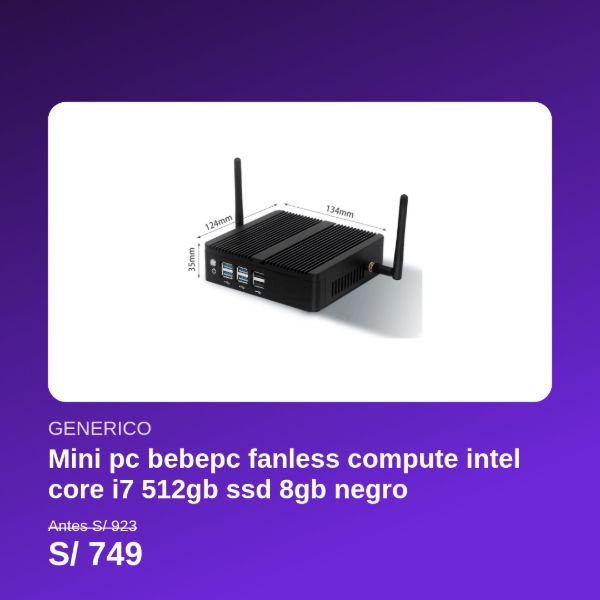 124mm
134mm
35mm
GENERICO
Mini pc bebepc fanless compute intel
core i7 512gb ssd 8gb negro
Antes S/ 923
S/ 749